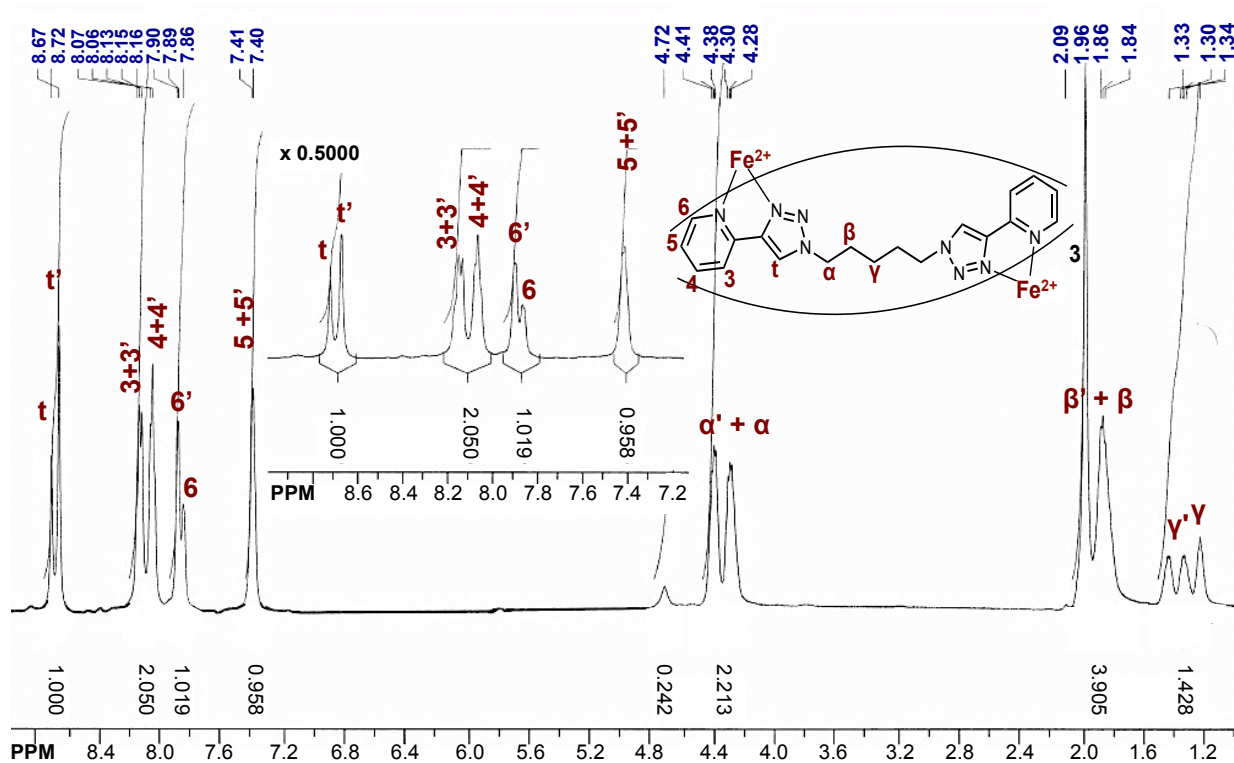 8.67 8.72 8.07 8.06 8.13 8.15 8.16 7.90 7.89 7.86 7.41 7.40 4.72 4.41 4.38 4.30 4.28 2.09 1.96 1.86 1.84 1.33 1.30 1.34
x 0.5000
t t' 3+3' 4+4' 6' 6 5 +5'
Fe2+
6 N N N
5 N
4 3 t α β γ
N N N N
Fe2+
3
t t' 3+3' 4+4' 6' 6 5 +5' α' + α β' + β γ' γ
1.000 2.050 1.019 0.958
PPM 8.6 8.4 8.2 8.0 7.8 7.6 7.4 7.2
1.000 2.050 1.019 0.958 0.242 2.213 3.905 1.428
PPM 8.4 8.0 7.6 7.2 6.8 6.4 6.0 5.6 5.2 4.8 4.4 4.0 3.6 3.2 2.8 2.4 2.0 1.6 1.2